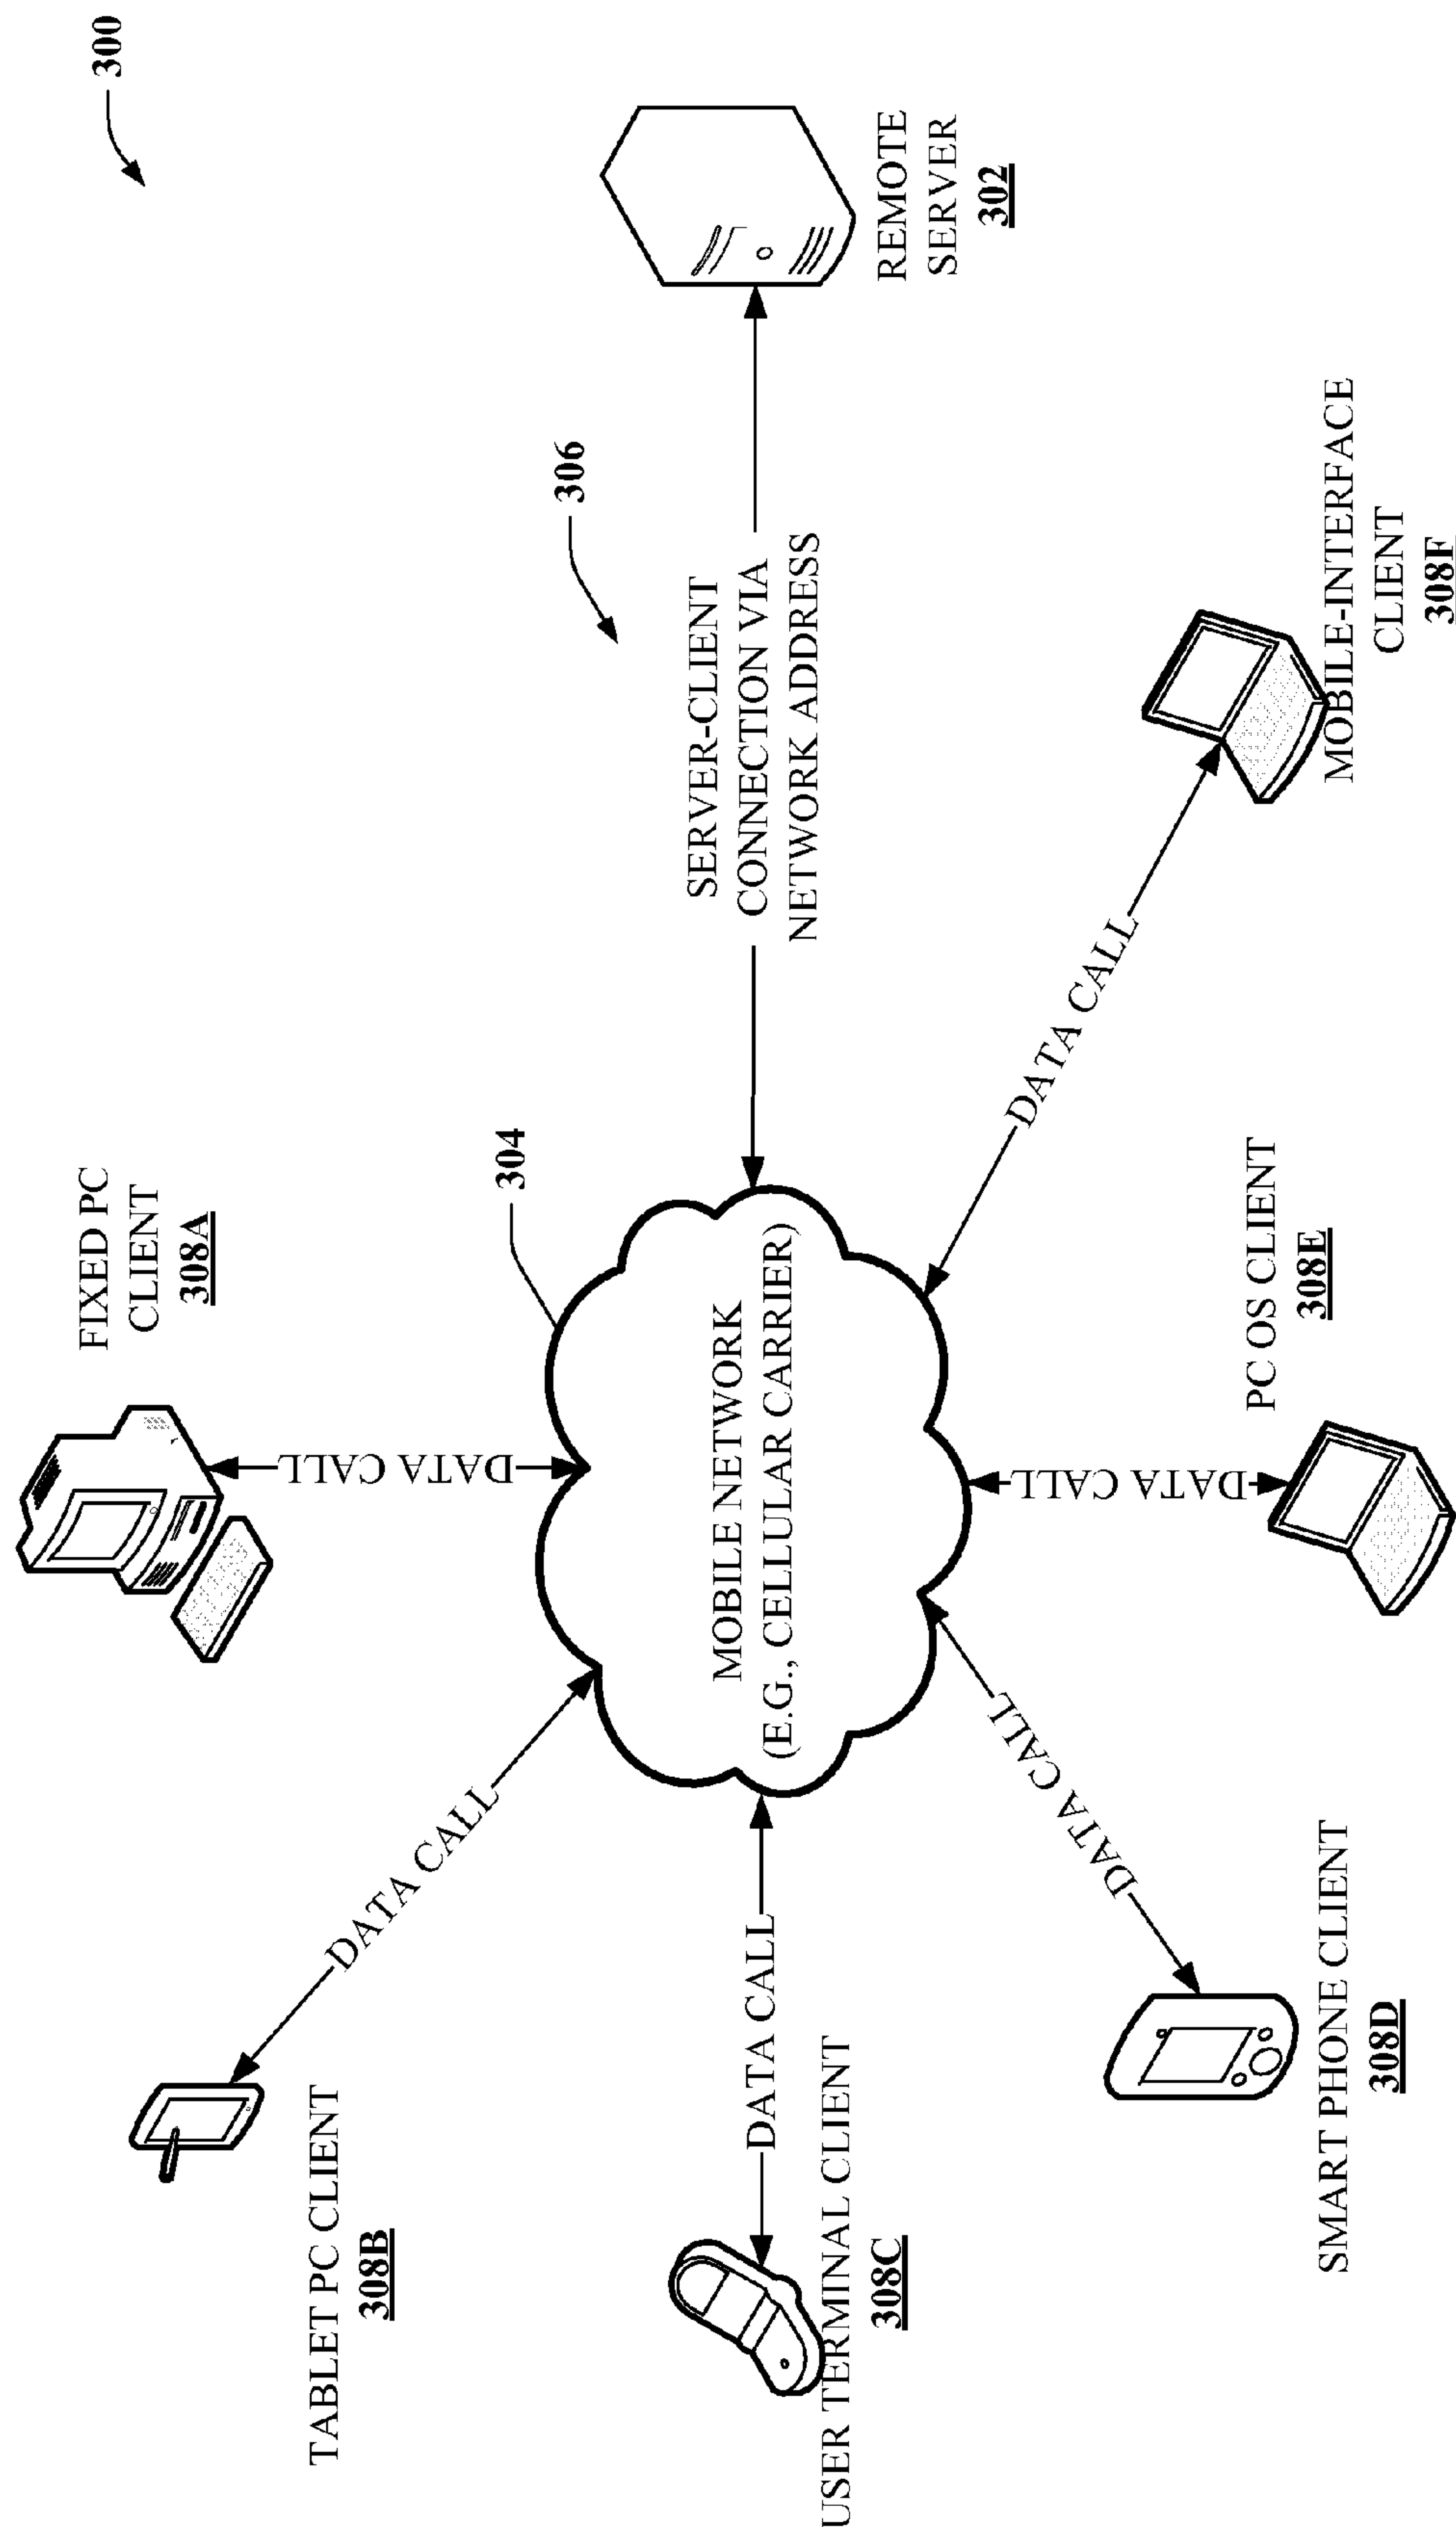 300
FIXED PC
CLIENT
308A
TABLET PC CLIENT
308B
DATA CALL
DATA CALL
304
306
MOBILE NETWORK
(E.G., CELLULAR CARRIER)
SERVER-CLIENT
CONNECTION VIA
NETWORK ADDRESS
REMOTE
SERVER
302
DATA CALL
USER TERMINAL CLIENT
308C
DATA CALL
DATA CALL
DATA CALL
SMART PHONE CLIENT
308D
PC OS CLIENT
308E
MOBILE-INTERFACE
CLIENT
308F